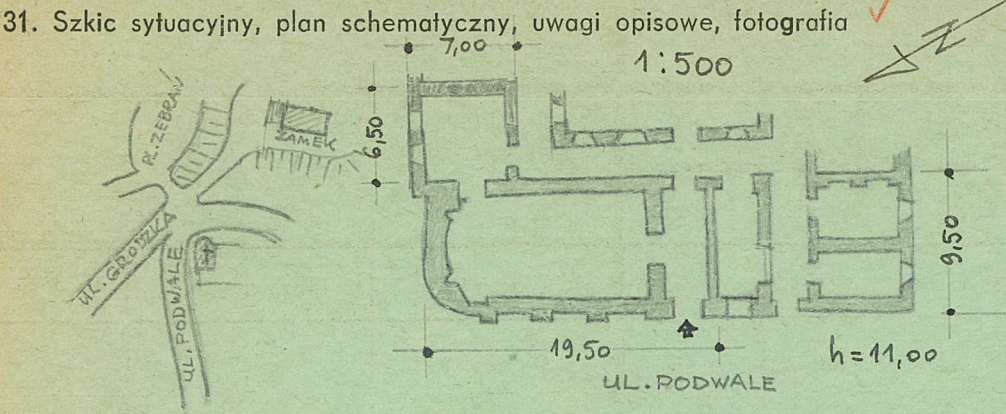 31. Szkic sytuacyjny, plan schematyczny, uwagi opisowe, fotografia
7,00
1:500
N
PL. ZEBRAŃ
ZAMEK
6,50
UL. GRODZKA
UL. PODWALE
9,50
19,50
h=11,00
UL. PODWALE